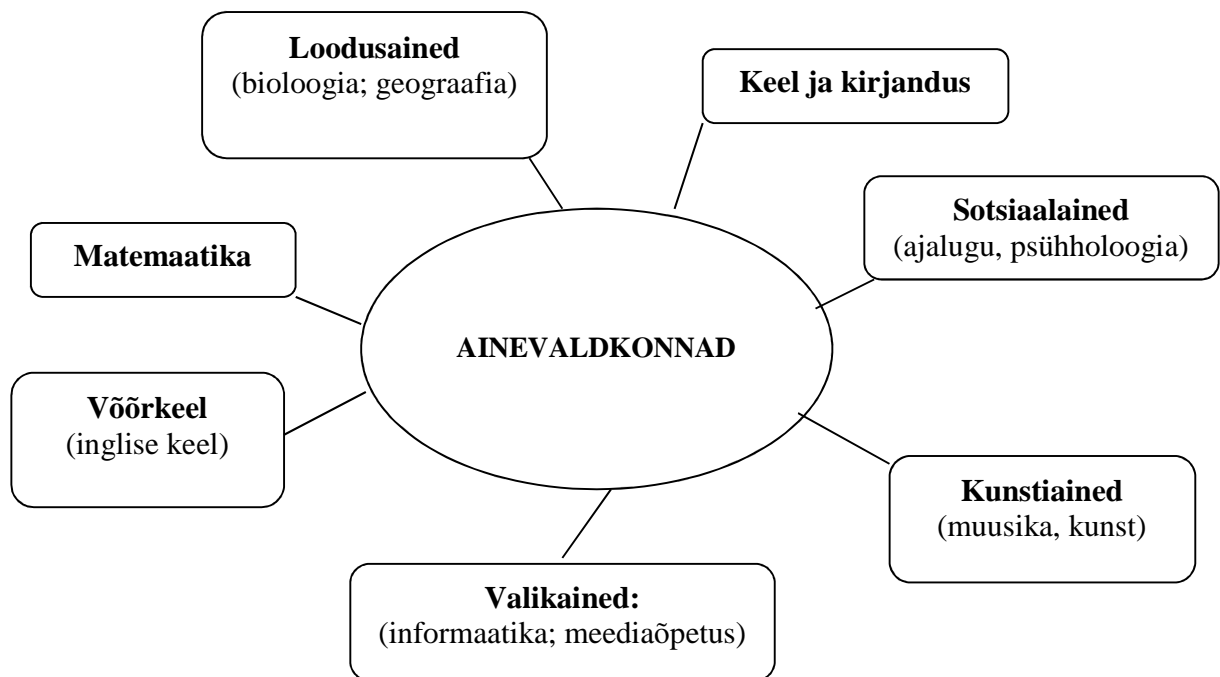 Loodusained
(bioloogia; geograafia)
Keel ja kirjandus
Sotsiaalained
(ajalugu, psühholoogia)
Matemaatika
AINEVALDKONNAD
Võõrkeel
(inglise keel)
Kunstiained
(muusika, kunst)
Valikained:
(informaatika; meediaõpetus)